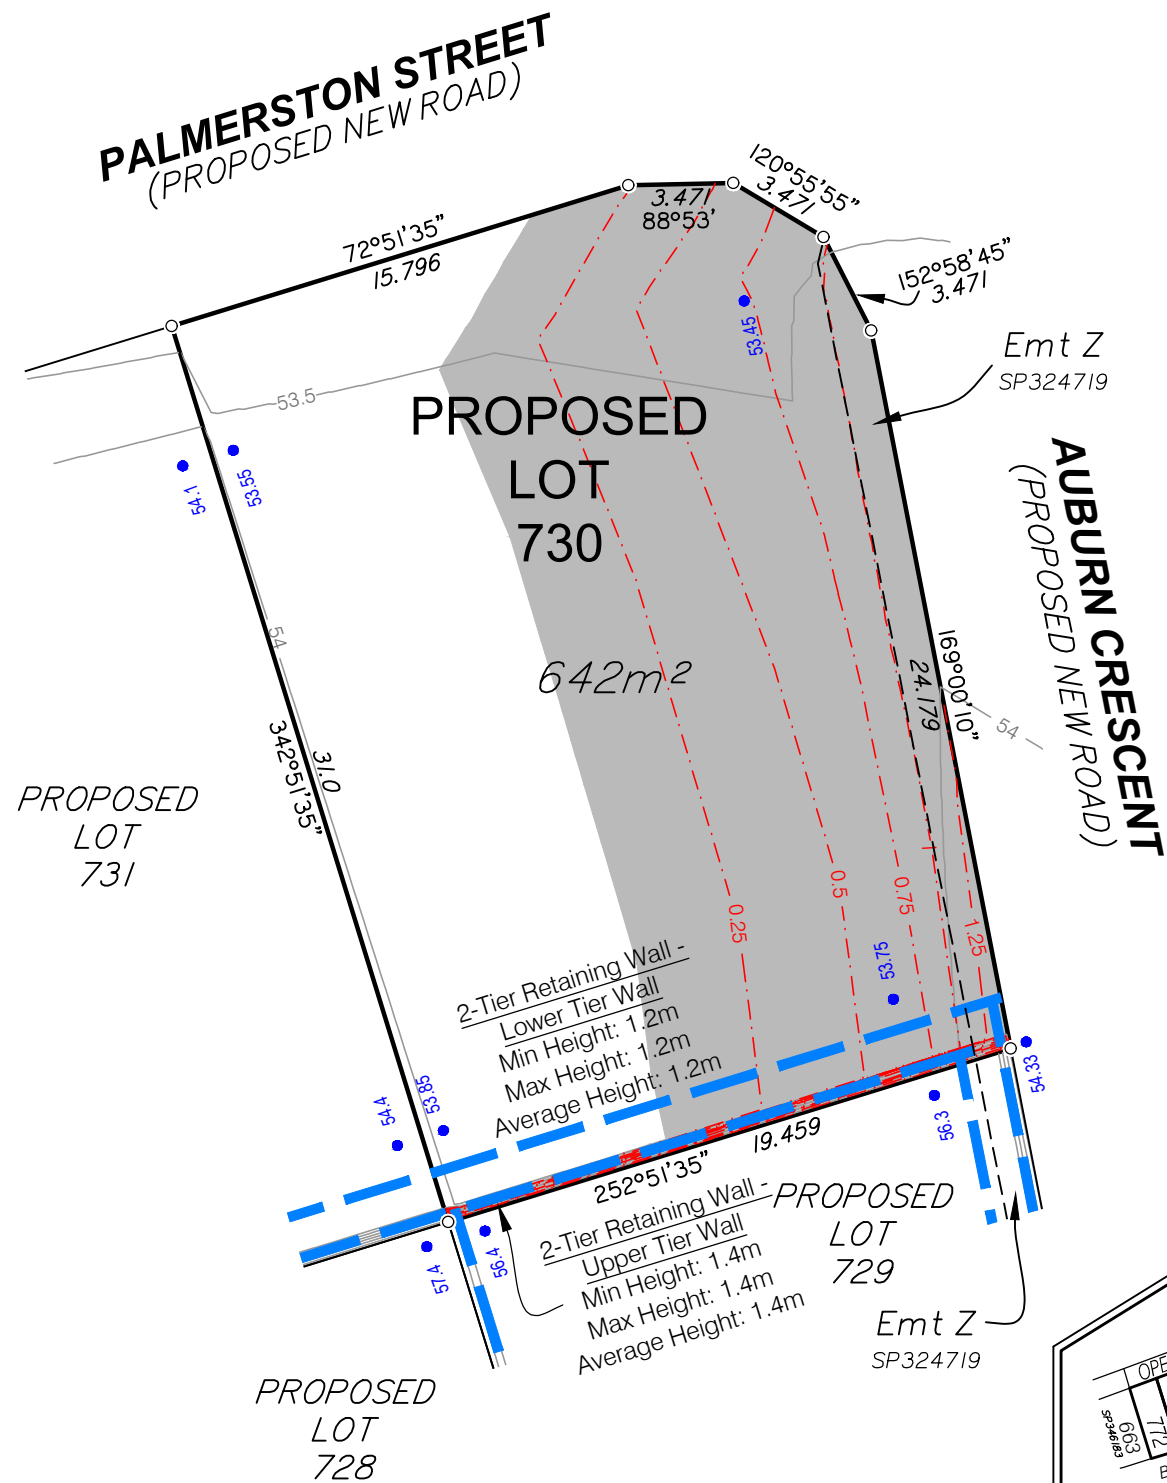 PALMERSTON STREET
(PROPOSED NEW ROAD)
72°51'35"
15.796
3.471
88°53'
120°55'55"
3.471
152°58'45"
3.471
Emt Z
SP324719
53.45
53.5
PROPOSED
LOT
730
642m²
54.1
53.55
54
AUBURN CRESCENT
(PROPOSED NEW ROAD)
169°00'10"
24.179
54
31.0
342°51'35"
PROPOSED
LOT
731
0.25
0.5
0.75
1
1.25
53.75
2-Tier Retaining Wall -
Lower Tier Wall
Min Height: 1.2m
Max Height: 1.2m
Average Height: 1.2m
54.4
53.85
54.33
56.3
19.459
252°51'35"
2-Tier Retaining Wall -
Upper Tier Wall
Min Height: 1.4m
Max Height: 1.4m
Average Height: 1.4m
57.4
56.4
PROPOSED
LOT
729
Emt Z
SP324719
PROPOSED
LOT
728
OPE
663
SP346183
772